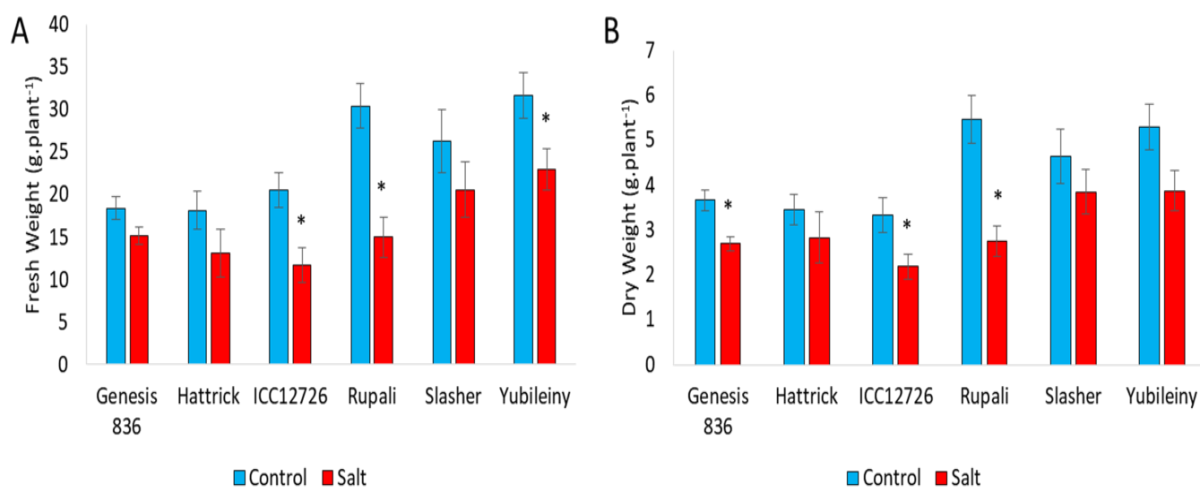 A
Fresh Weight (g.plant⁻¹)
40
35
30
25
20
15
10
5
0
*
*
*
Genesis 836
Hattrick
ICC12726
Rupali
Slasher
Yubileiny
Control
Salt
B
Dry Weight (g.plant⁻¹)
7
6
5
4
3
2
1
0
*
*
*
Genesis 836
Hattrick
ICC12726
Rupali
Slasher
Yubileiny
Control
Salt